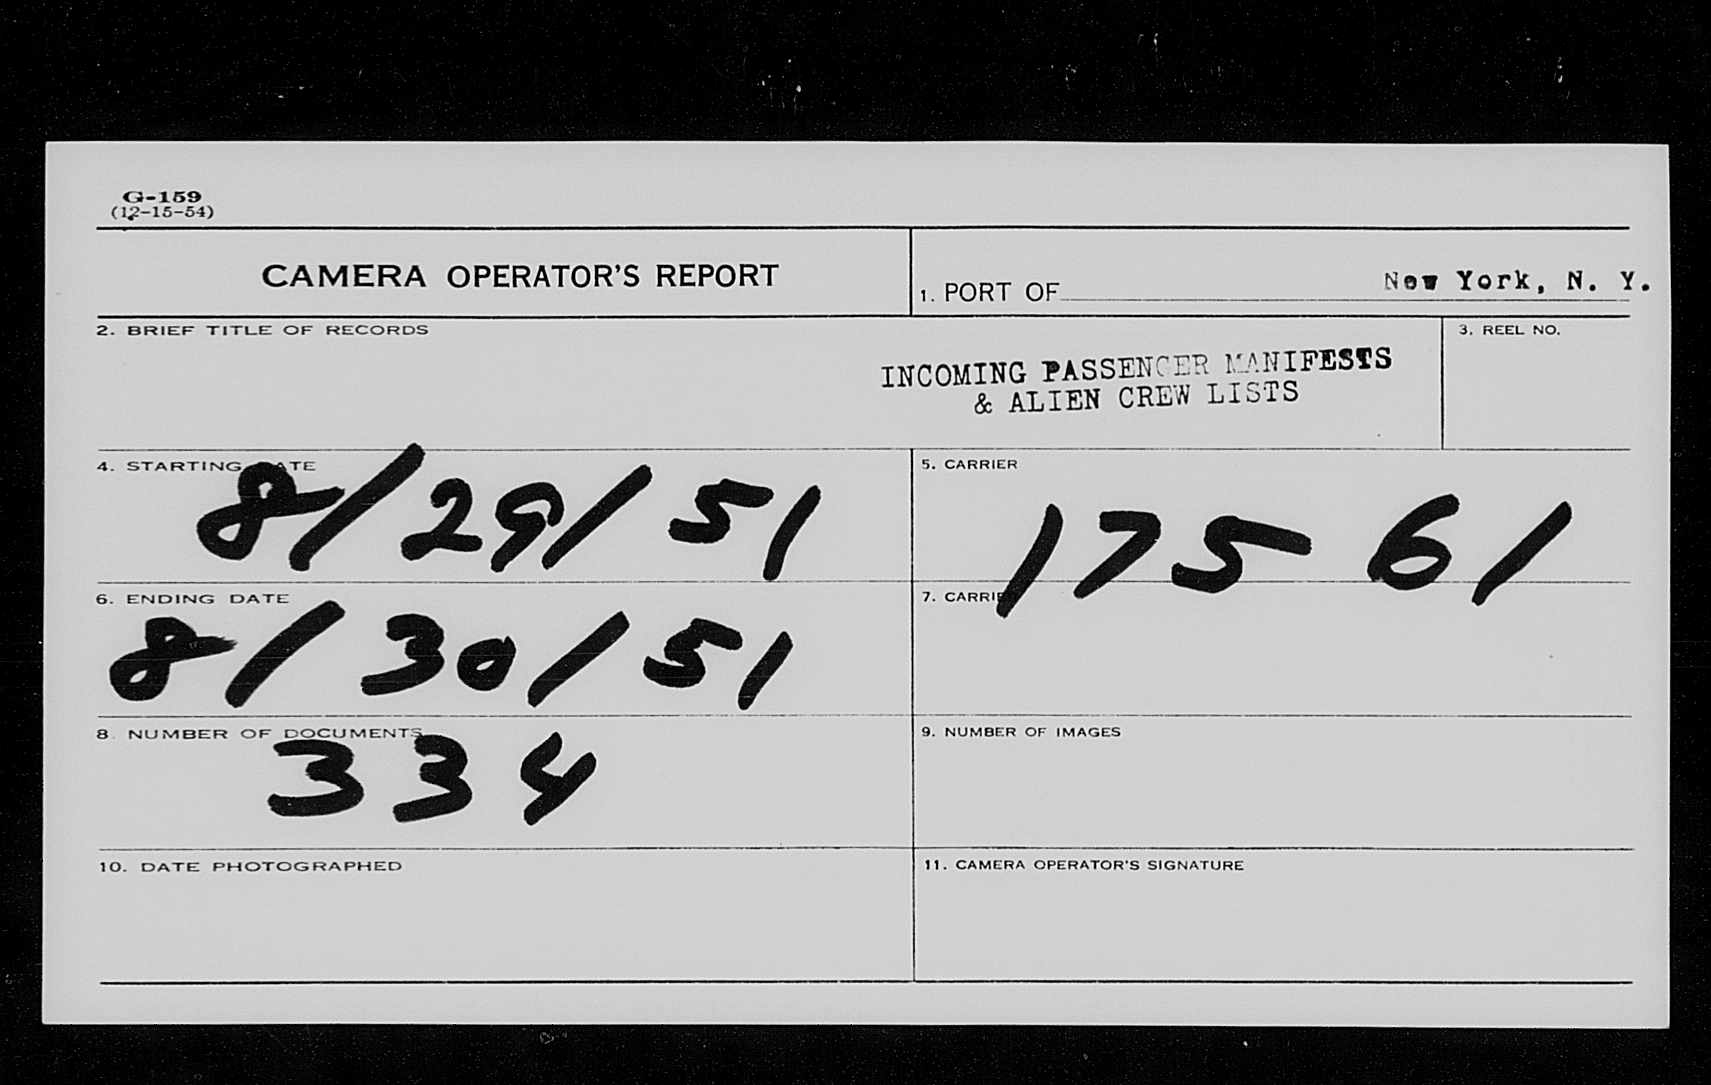 G-159
(12-15-54)
CAMERA OPERATOR'S REPORT
1. PORT OF New York, N. Y.
2. BRIEF TITLE OF RECORDS
3. REEL NO.
INCOMING PASSENGER MANIFESTS
& ALIEN CREW LISTS
4. STARTING DATE
8/29/51
5. CARRIER
17561
6. ENDING DATE
8/30/51
7. CARRIER
8. NUMBER OF DOCUMENTS
334
9. NUMBER OF IMAGES
10. DATE PHOTOGRAPHED
11. CAMERA OPERATOR'S SIGNATURE